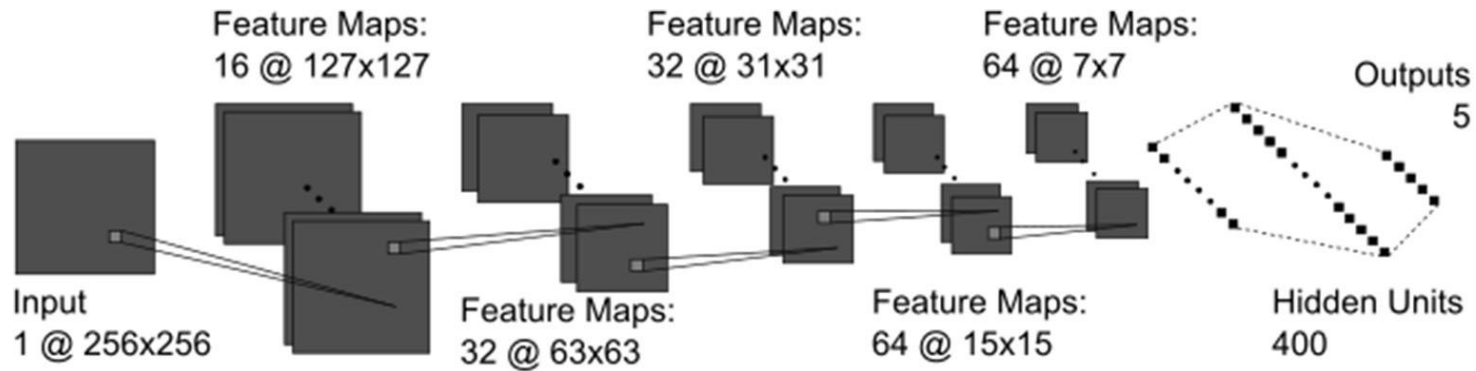 Feature Maps:
16 @ 127x127
Feature Maps:
32 @ 31x31
Feature Maps:
64 @ 7x7
Outputs
5
Input
1 @ 256x256
Feature Maps:
32 @ 63x63
Feature Maps:
64 @ 15x15
Hidden Units
400